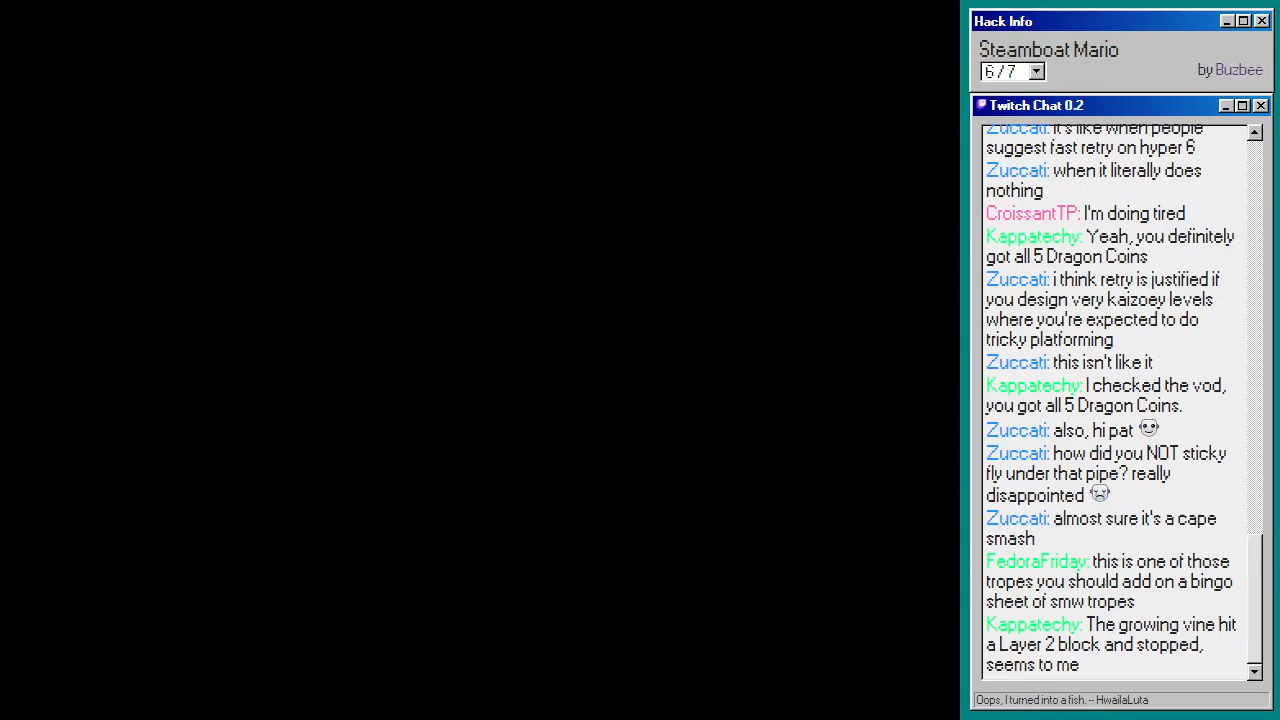 Hack Info
Steamboat Mario
6/7
by Buzbee
Twitch Chat 0.2
Zuccati: it's like when people
suggest fast retry on hyper 6
Zuccati: when it literally does
nothing
CroissantTP: I'm doing tired
Kappatechy: Yeah, you definitely
got all 5 Dragon Coins
Zuccati: i think retry is justified if
you design very kaizoey levels
where you're expected to do
tricky platforming
Zuccati: this isn't like it
Kappatechy: I checked the vod,
you got all 5 Dragon Coins.
Zuccati: also, hi pat
Zuccati: how did you NOT sticky
fly under that pipe? really
disappointed
Zuccati: almost sure it's a cape
smash
FedoraFriday: this is one of those
tropes you should add on a bingo
sheet of smw tropes
Kappatechy: The growing vine hit
a Layer 2 block and stopped,
seems to me
Oops, I turned into a fish. -- HwailaLuta